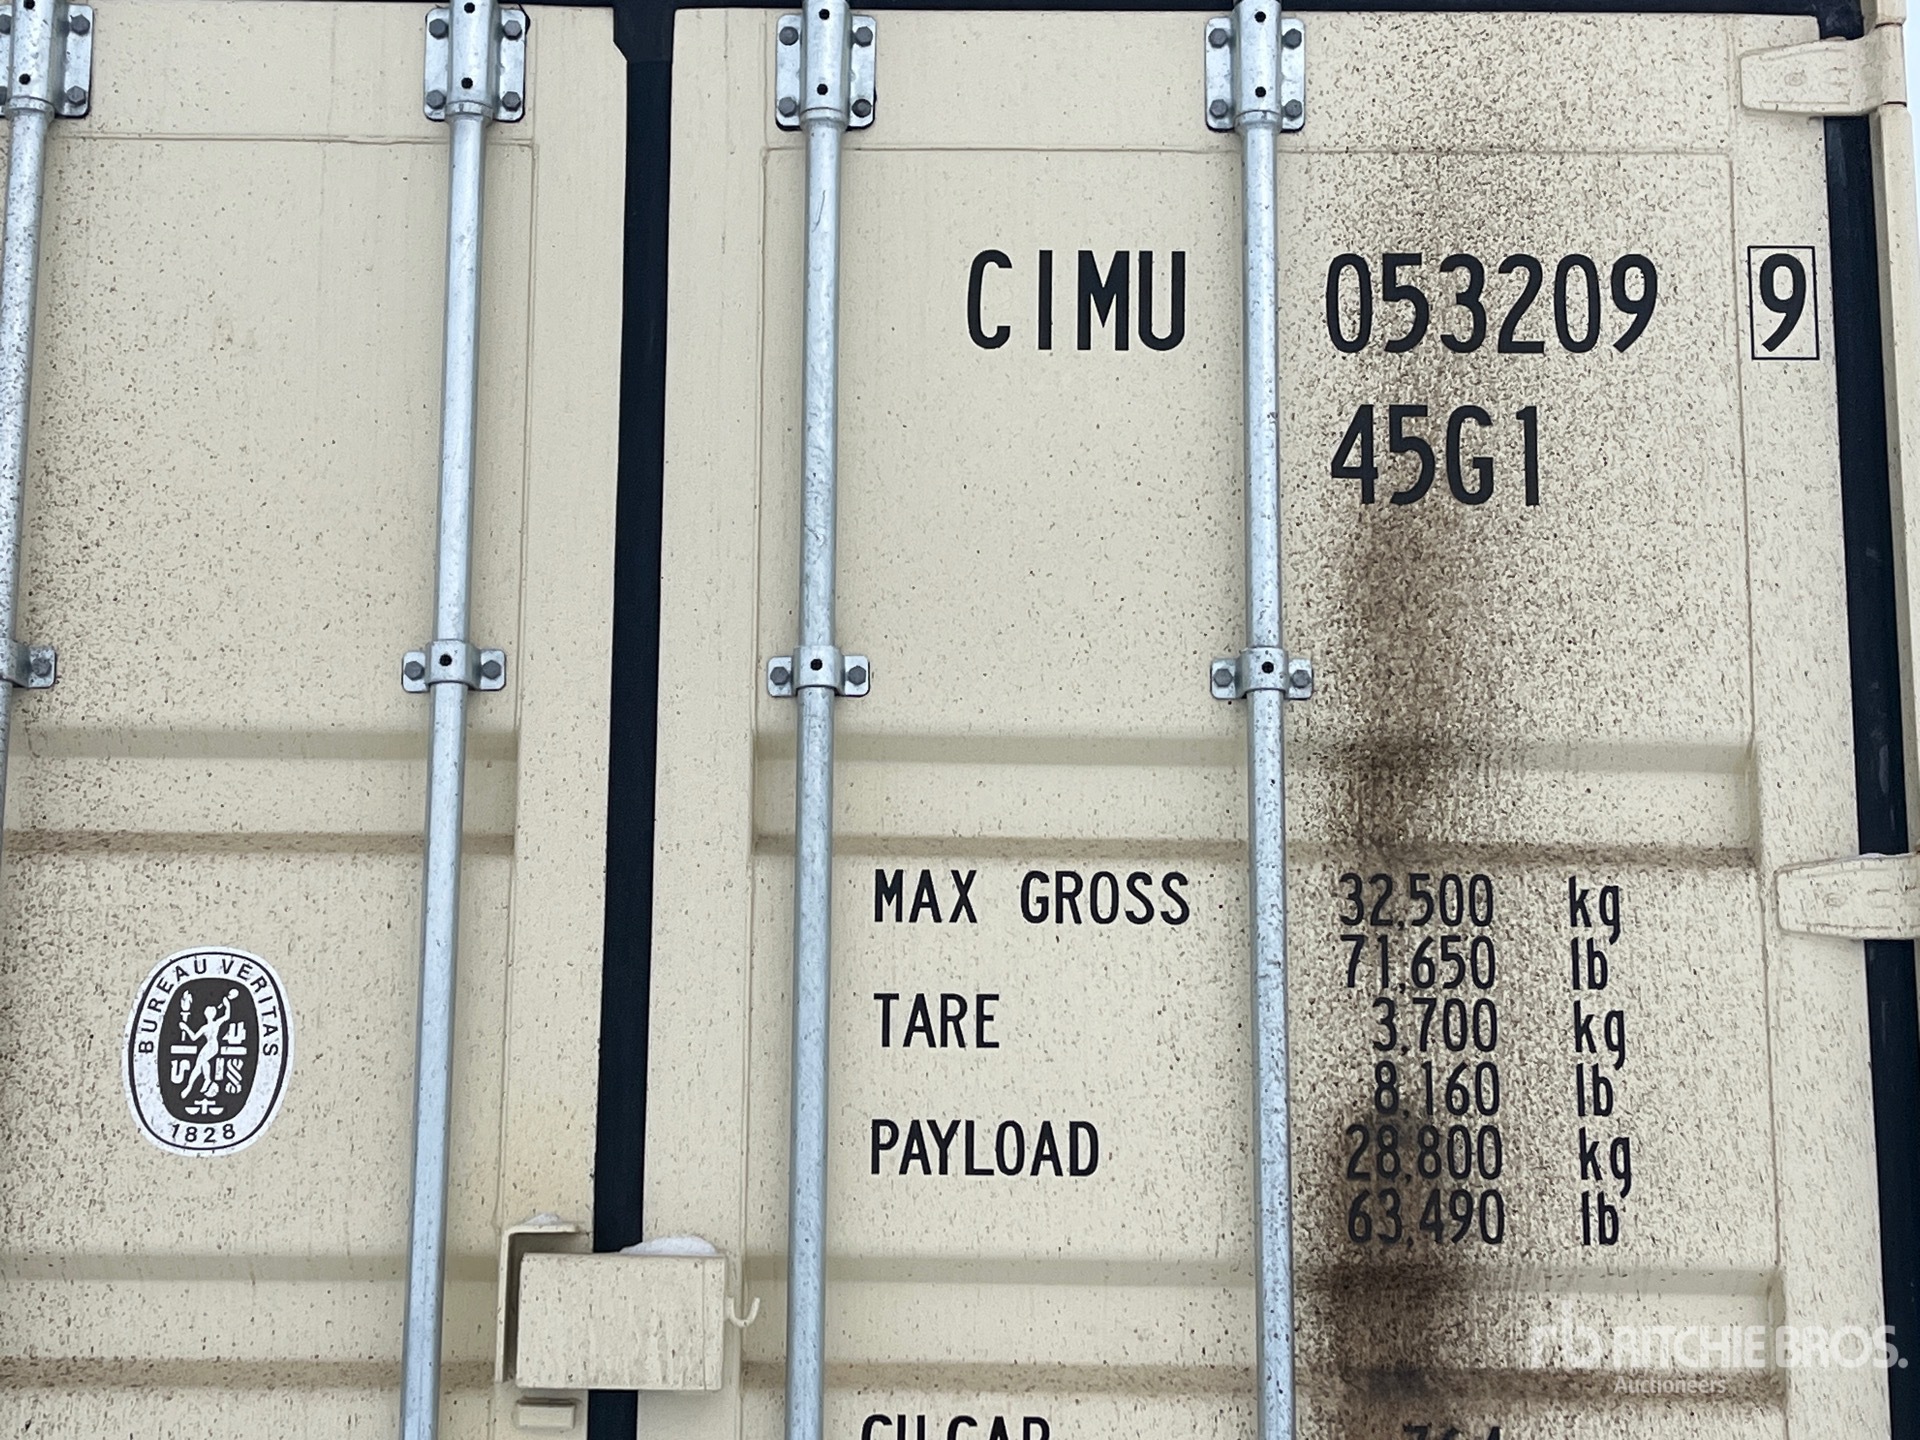 CIMU 053209 9
45G1
MAX GROSS 32,500 kg
71,650 lb
TARE 3,700 kg
8,160 lb
PAYLOAD 28,800 kg
63,490 lb
BUREAU VERITAS
1828
RITCHIE BROS.
Auctioneers